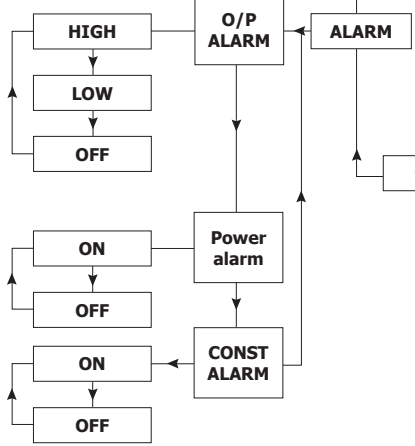 HIGH
O/P
ALARM
ALARM
LOW
OFF
ON
Power
alarm
OFF
ON
CONST
ALARM
OFF